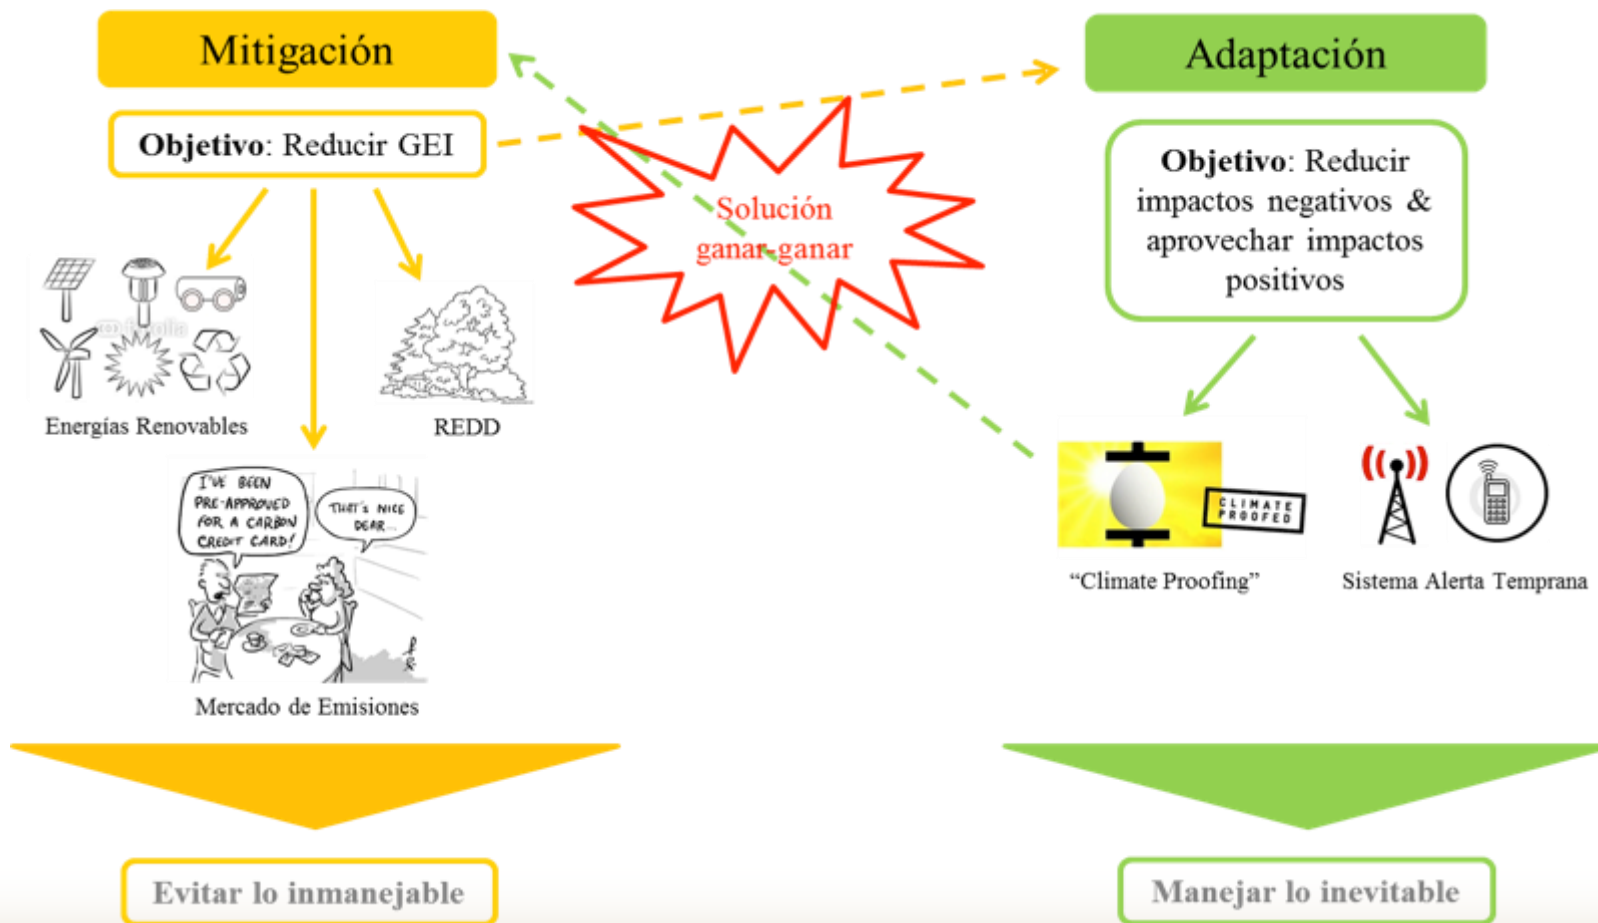 Mitigación
Objetivo: Reducir GEI
Energías Renovables
REDD
I'VE BEEN
PRE-APPROVED
FOR A CARBON
CREDIT CARD!
THAT'S NICE
DEAR...
Mercado de Emisiones
Evitar lo inmanejable
Solución
ganar-ganar
Adaptación
Objetivo: Reducir
impactos negativos &
aprovechar impactos
positivos
CLIMATE
PROOFED
“Climate Proofing”
Sistema Alerta Temprana
Manejar lo inevitable